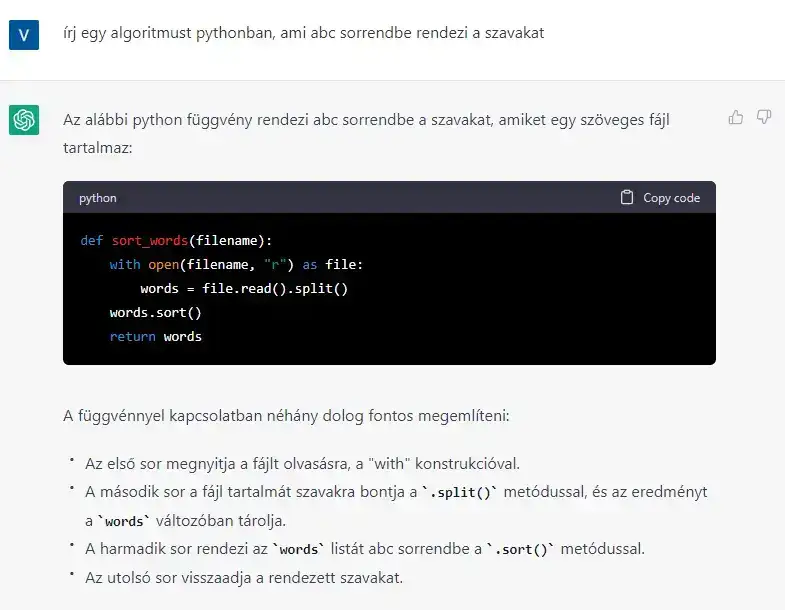 V
írj egy algoritmust pythonban, ami abc sorrendbe rendezi a szavakat
Az alábbi python függvény rendezi abc sorrendbe a szavakat, amiket egy szöveges fájl
tartalmaz:
python
Copy code
def sort_words(filename):
    with open(filename, "r") as file:
        words = file.read().split()
    words.sort()
    return words
A függvénnyel kapcsolatban néhány dolog fontos megemlíteni:
• Az első sor megnyitja a fájlt olvasásra, a "with" konstrukcióval.
• A második sor a fájl tartalmát szavakra bontja a `.split()` metódussal, és az eredményt
a `words` változóban tárolja.
• A harmadik sor rendezi az `words` listát abc sorrendbe a `.sort()` metódussal.
• Az utolsó sor visszaadja a rendezett szavakat.